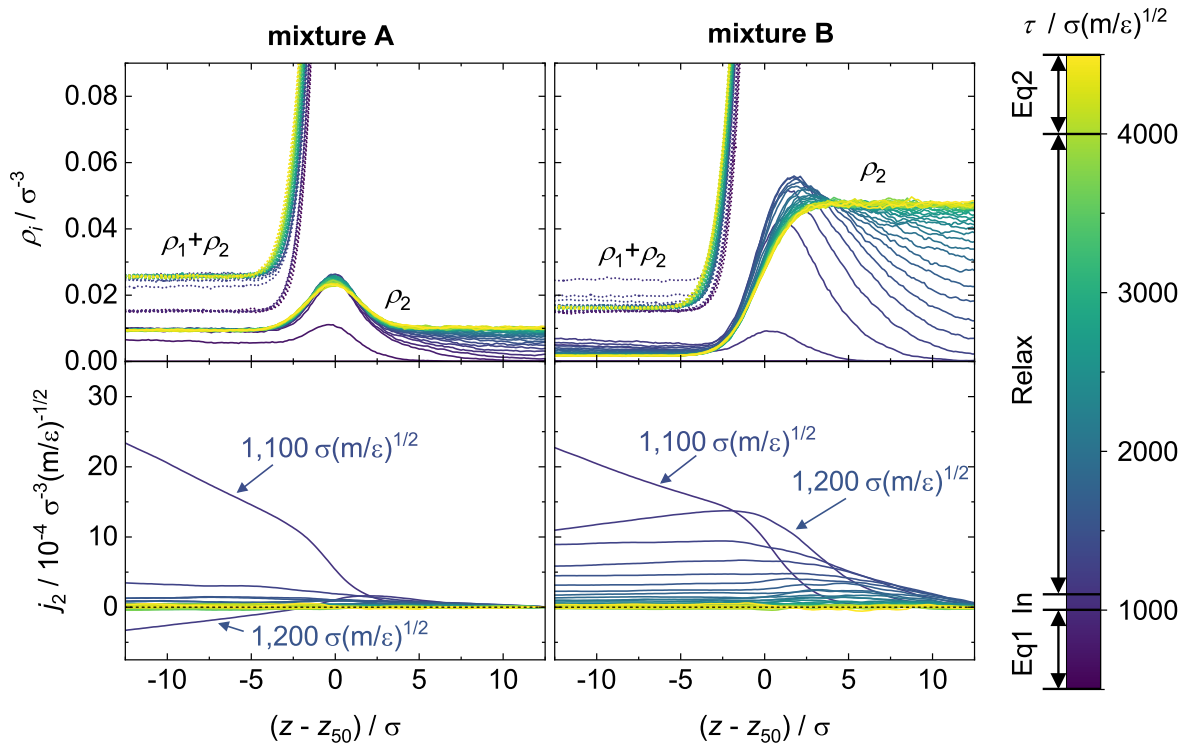 mixture A
mixture B
τ / σ(m/ε)^1/2
ρi / σ^-3
0.08
0.06
0.04
0.02
0.00
ρ1+ρ2
ρ2
ρ1+ρ2
ρ2
j2 / 10^-4 σ^-3(m/ε)^-1/2
30
20
10
0
1,100 σ(m/ε)^1/2
1,200 σ(m/ε)^1/2
1,100 σ(m/ε)^1/2
1,200 σ(m/ε)^1/2
-10 -5 0 5 10
-10 -5 0 5 10
(z - z50) / σ
(z - z50) / σ
Eq2
Relax
In
Eq1
4000
3000
2000
1000